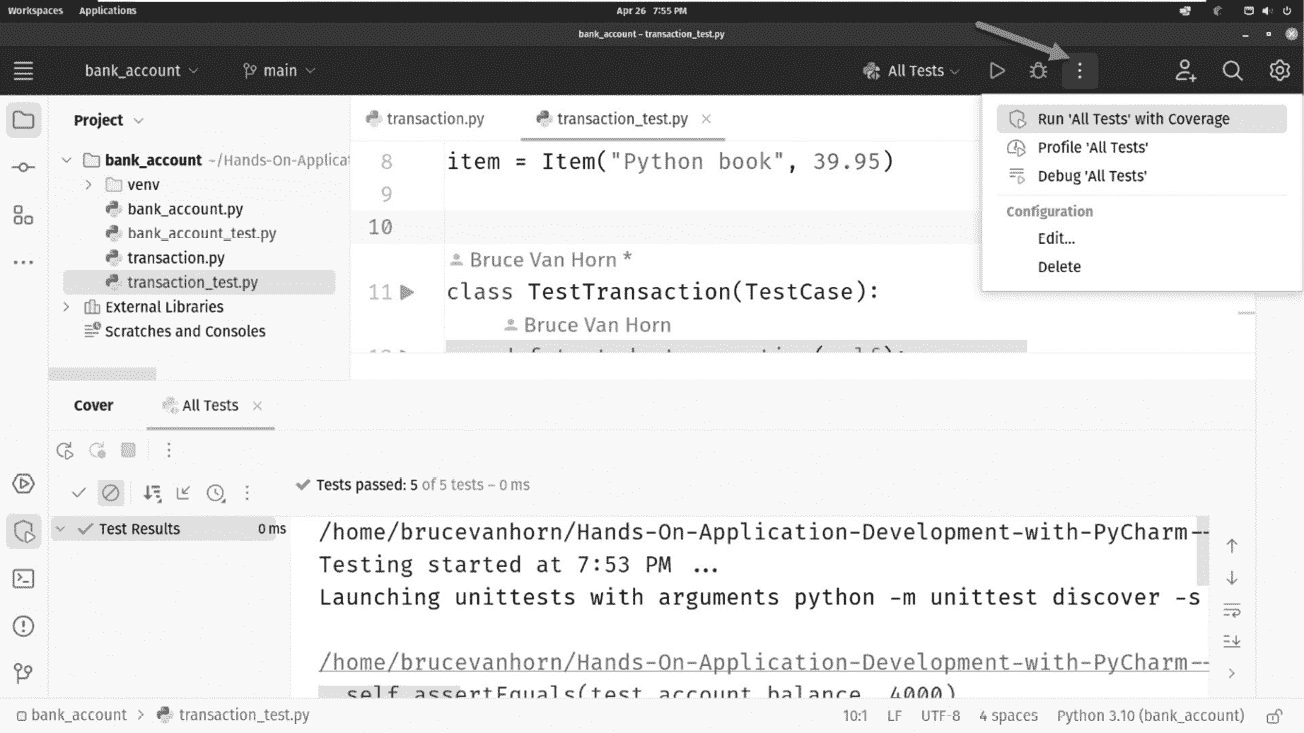 Workspaces Applications Apr 26 7:55 PM
bank_account – transaction_test.py
bank_account main All Tests
Run 'All Tests' with Coverage
Profile 'All Tests'
Debug 'All Tests'
Configuration
Edit...
Delete
Project
bank_account ~/Hands-On-Applicat
venv
bank_account.py
bank_account_test.py
transaction.py
transaction_test.py
External Libraries
Scratches and Consoles
transaction.py transaction_test.py
8 item = Item("Python book", 39.95)
9
10
Bruce Van Horn *
11 class TestTransaction(TestCase):
Bruce Van Horn
Cover All Tests
Tests passed: 5 of 5 tests – 0 ms
Test Results 0 ms
/home/brucevanhorn/Hands-On-Application-Development-with-PyCharm--
Testing started at 7:53 PM ...
Launching unittests with arguments python -m unittest discover -s
/home/brucevanhorn/Hands-On-Application-Development-with-PyCharm--
self.assertEquals(test_account.balance, 4000)
bank_account > transaction_test.py 10:1 LF UTF-8 4 spaces Python 3.10 (bank_account)